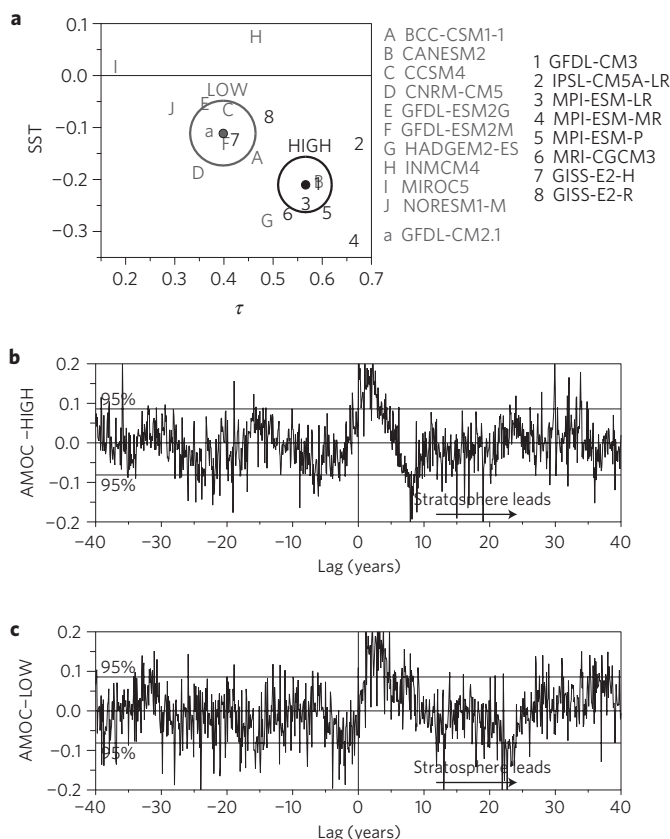 a
0.1
0.0
−0.1
−0.2
−0.3
SST
0.2 0.3 0.4 0.5 0.6 0.7
τ
H
I
LOW
J E C 8
a 7
F
D A
2
HIGH
B 1
3
6 5
G
4
A BCC-CSM1-1
B CANESM2
C CCSM4
D CNRM-CM5
E GFDL-ESM2G
F GFDL-ESM2M
G HADGEM2-ES
H INMCM4
I MIROC5
J NORESM1-M
a GFDL-CM2.1
1 GFDL-CM3
2 IPSL-CM5A-LR
3 MPI-ESM-LR
4 MPI-ESM-MR
5 MPI-ESM-P
6 MRI-CGCM3
7 GISS-E2-H
8 GISS-E2-R
b
0.2
0.1
0.0
−0.1
−0.2
AMOC −HIGH
95%
95%
Stratosphere leads
−40 −30 −20 −10 0 10 20 30 40
Lag (years)
c
0.2
0.1
0.0
−0.1
−0.2
AMOC−LOW
95%
95%
Stratosphere leads
−40 −30 −20 −10 0 10 20 30 40
Lag (years)